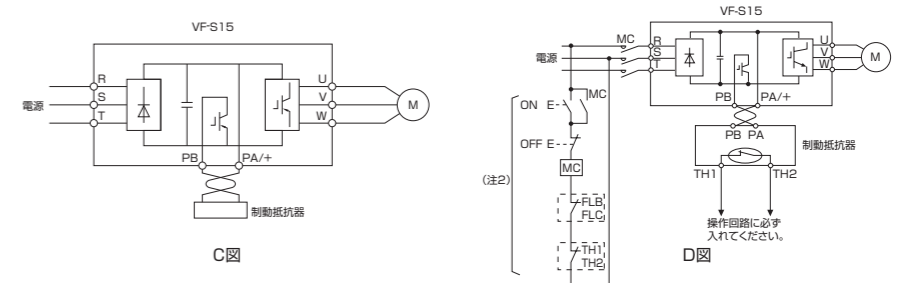 VF-S15
R
S
T
電源
U
V
W
M
PB
PA/+
制動抵抗器
C図
VF-S15
MC
R
S
T
電源
U
V
W
M
PB
PA/+
MC
ON E
OFF E
MC
(注2)
FLB
FLC
TH1
TH2
PB PA
制動抵抗器
TH1
TH2
操作回路に必ず
入れてください。
D図